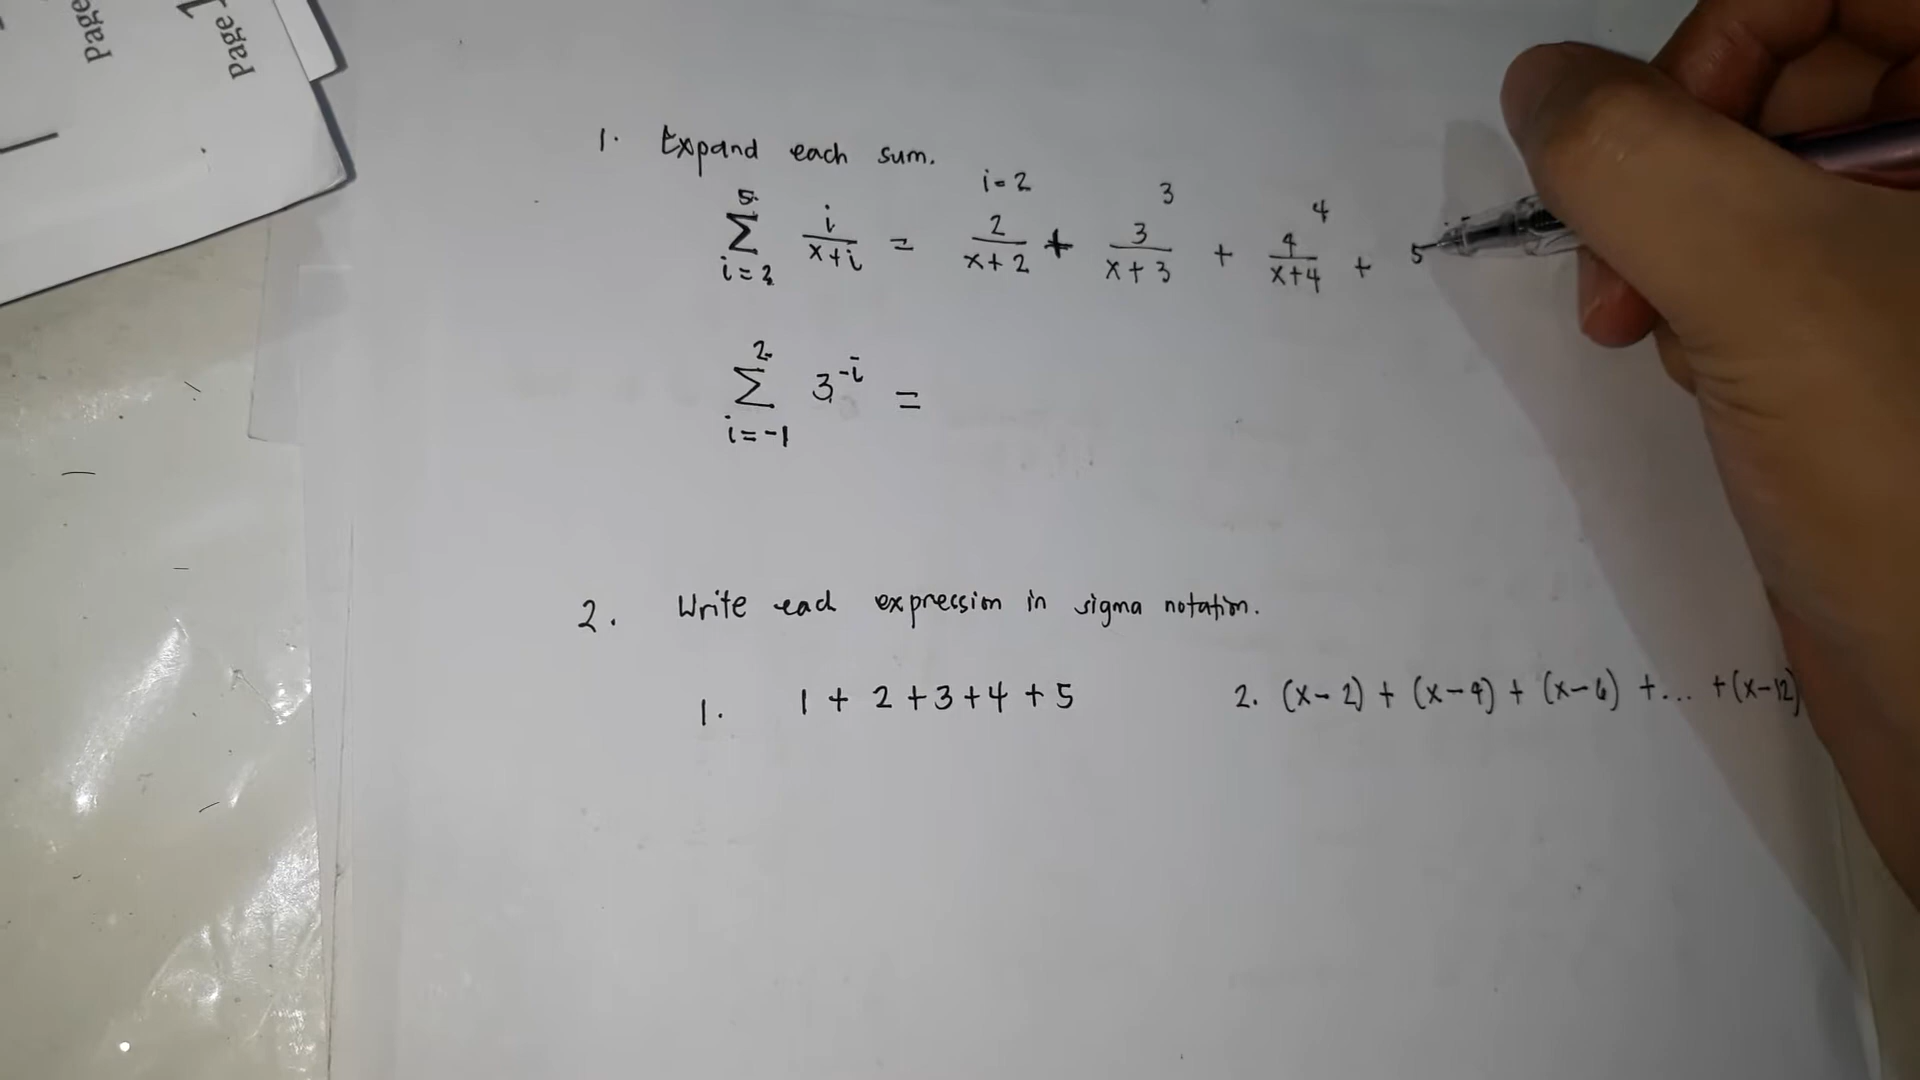 Page
Page 1
1. Expand each sum.
i=2 3 4
5 Σ i=2 i/(x+i) = 2/(x+2) + 3/(x+3) + 4/(x+4) + 5
2 Σ i=-1 3^-i =
2. Write each expression in sigma notation.
1. 1 + 2 + 3 + 4 + 5
2. (x-2) + (x-4) + (x-6) + ... + (x-12)